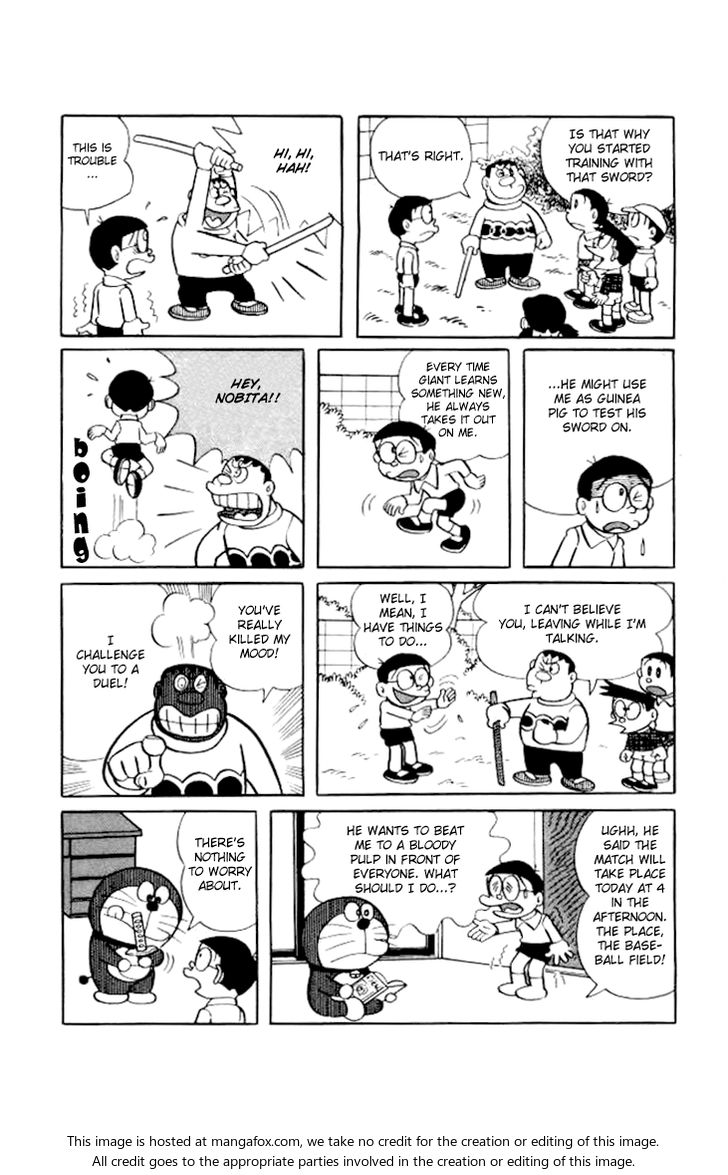 IS THAT WHY
YOU STARTED
TRAINING WITH
THAT SWORD?
THAT'S RIGHT.
HI, HI,
HAH!
THIS IS
TROUBLE
...
...HE MIGHT USE
ME AS GUINEA
PIG TO TEST HIS
SWORD ON.
EVERY TIME
GIANT LEARNS
SOMETHING NEW,
HE ALWAYS
TAKES IT OUT
ON ME.
HEY,
NOBITA!!
boing
I CAN'T BELIEVE
YOU, LEAVING WHILE I'M
TALKING.
WELL, I
MEAN, I
HAVE THINGS
TO DO...
YOU'VE
REALLY
KILLED MY
MOOD!
I
CHALLENGE
YOU TO A
DUEL!
UGHH, HE
SAID THE
MATCH WILL
TAKE PLACE
TODAY AT 4
IN THE
AFTERNOON.
THE PLACE,
THE BASE-
BALL FIELD!
HE WANTS TO BEAT
ME TO A BLOODY
PULP IN FRONT OF
EVERYONE. WHAT
SHOULD I DO...?
THERE'S
NOTHING
TO WORRY
ABOUT.
This image is hosted at mangafox.com, we take no credit for the creation or editing of this image.
All credit goes to the appropriate parties involved in the creation or editing of this image.